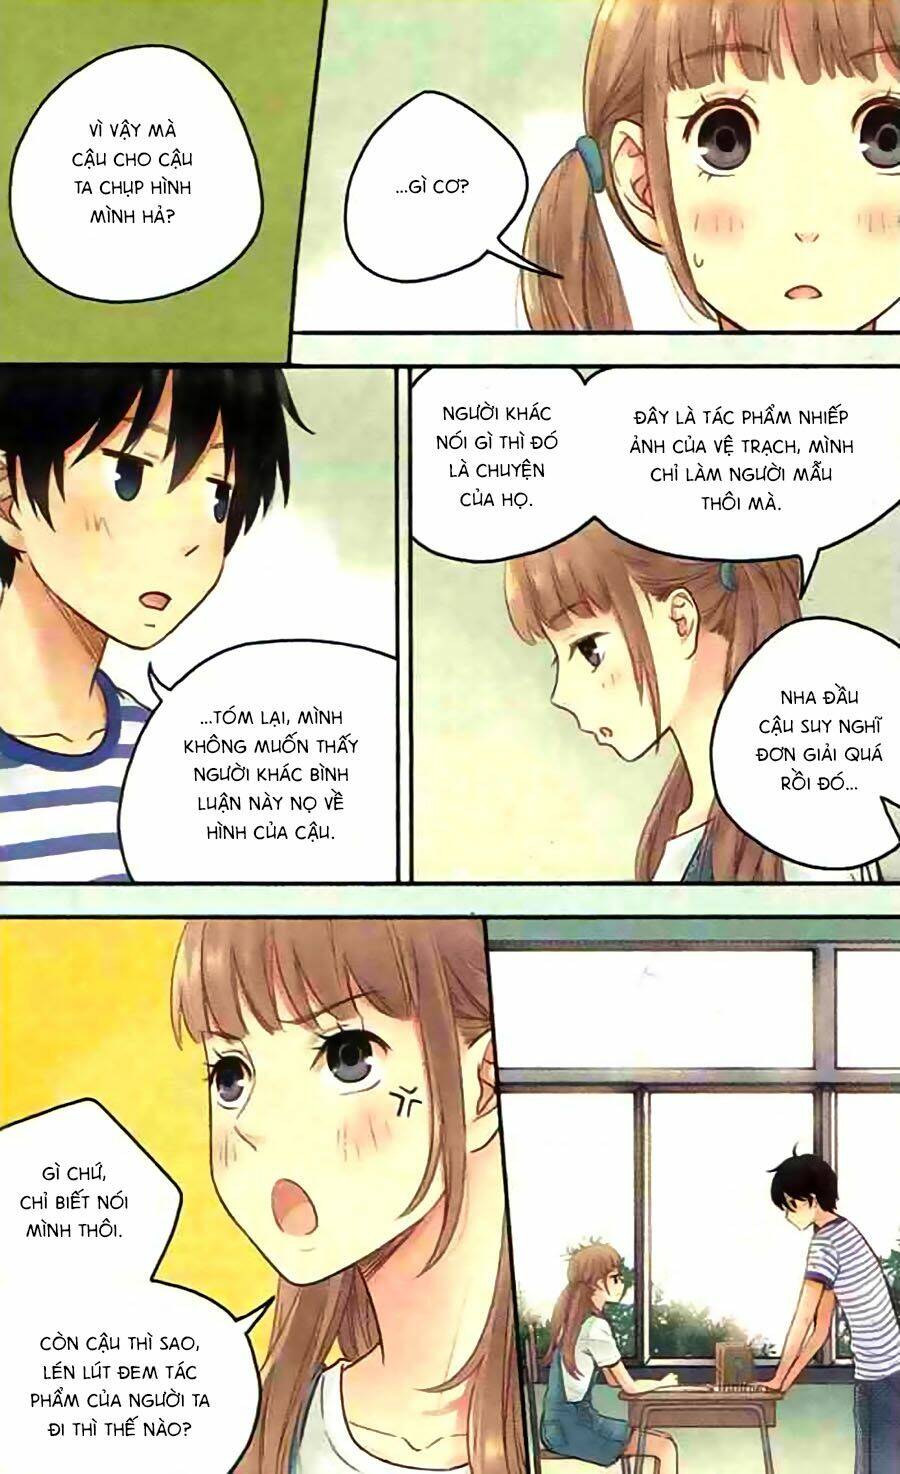 VÌ VẬY MÀ
CẬU CHO CẬU
TA CHỤP HÌNH
MÌNH HẢ?
...GÌ CƠ?
NGƯỜI KHÁC
NÓI GÌ THÌ ĐÓ
LÀ CHUYỆN
CỦA HỌ.
ĐÂY LÀ TÁC PHẨM NHIẾP
ẢNH CỦA VỆ TRẠCH, MÌNH
CHỈ LÀM NGƯỜI MẪU
THÔI MÀ.
...TÓM LẠI, MÌNH
KHÔNG MUỐN THẤY
NGƯỜI KHÁC BÌNH
LUẬN NÀY NỌ VỀ
HÌNH CỦA CẬU.
NHA ĐẦU
CẬU SUY NGHĨ
ĐƠN GIẢI QUÁ
RỒI ĐÓ...
GÌ CHỨ,
CHỈ BIẾT NÓI
MÌNH THÔI.
CÒN CẬU THÌ SAO,
LÉN LÚT ĐEM TÁC
PHẨM CỦA NGƯỜI TA
ĐI THÌ THẾ NÀO?